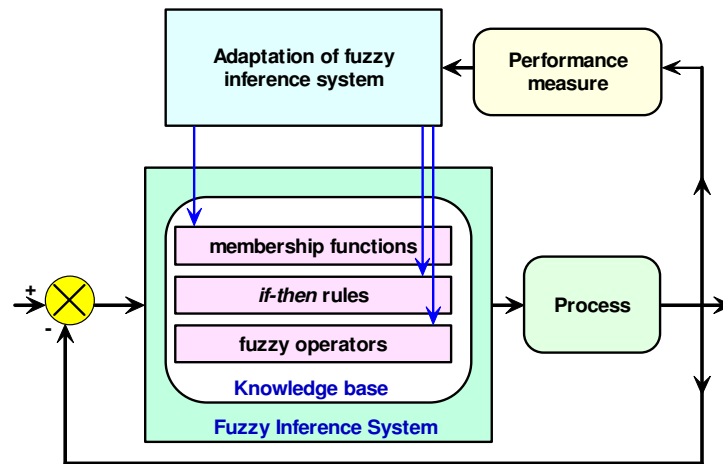 Adaptation of fuzzy
inference system
Performance
measure
membership functions
if-then rules
fuzzy operators
Knowledge base
Fuzzy Inference System
Process
+
-